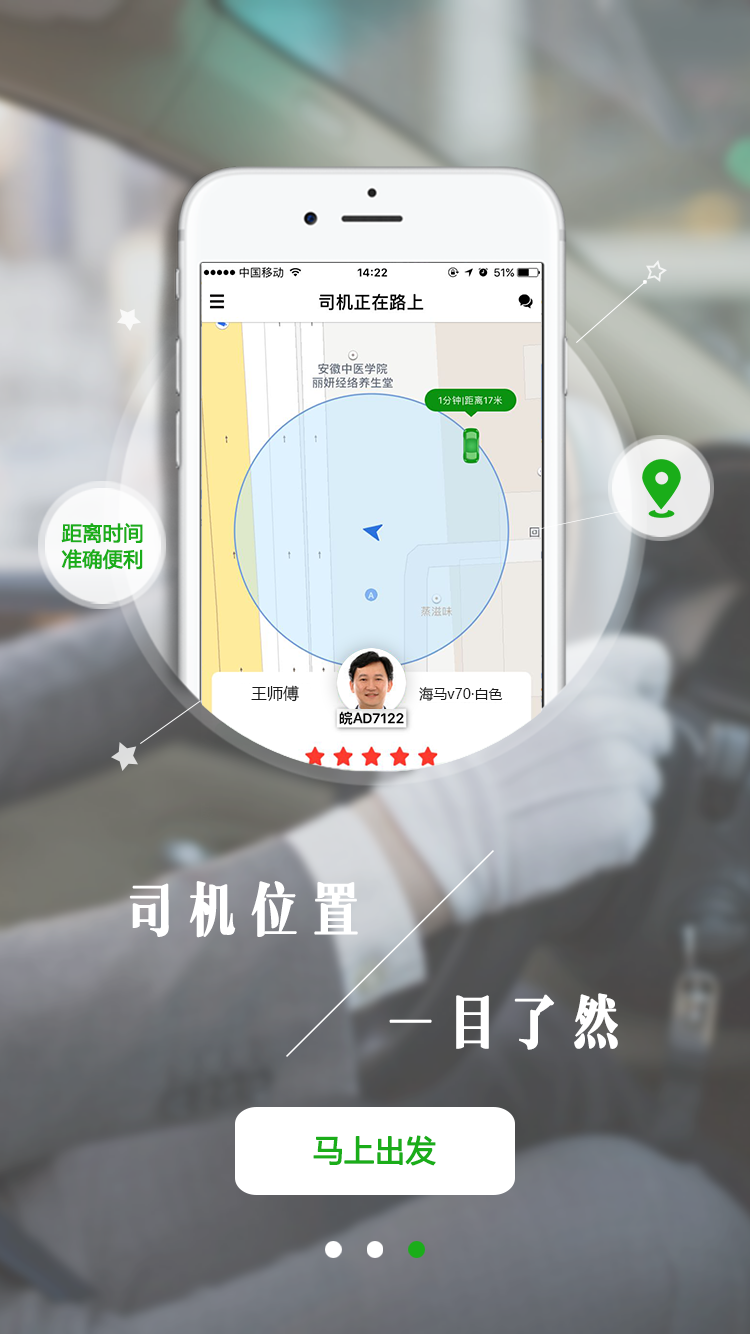 中国移动 14:22 51%
司机正在路上
安徽中医学院
丽妍经络养生堂
1分钟|距离17米
距离时间
准确便利
A
蒸滋味
王师傅
海马v70·白色
皖AD7122
司机位置
一目了然
马上出发